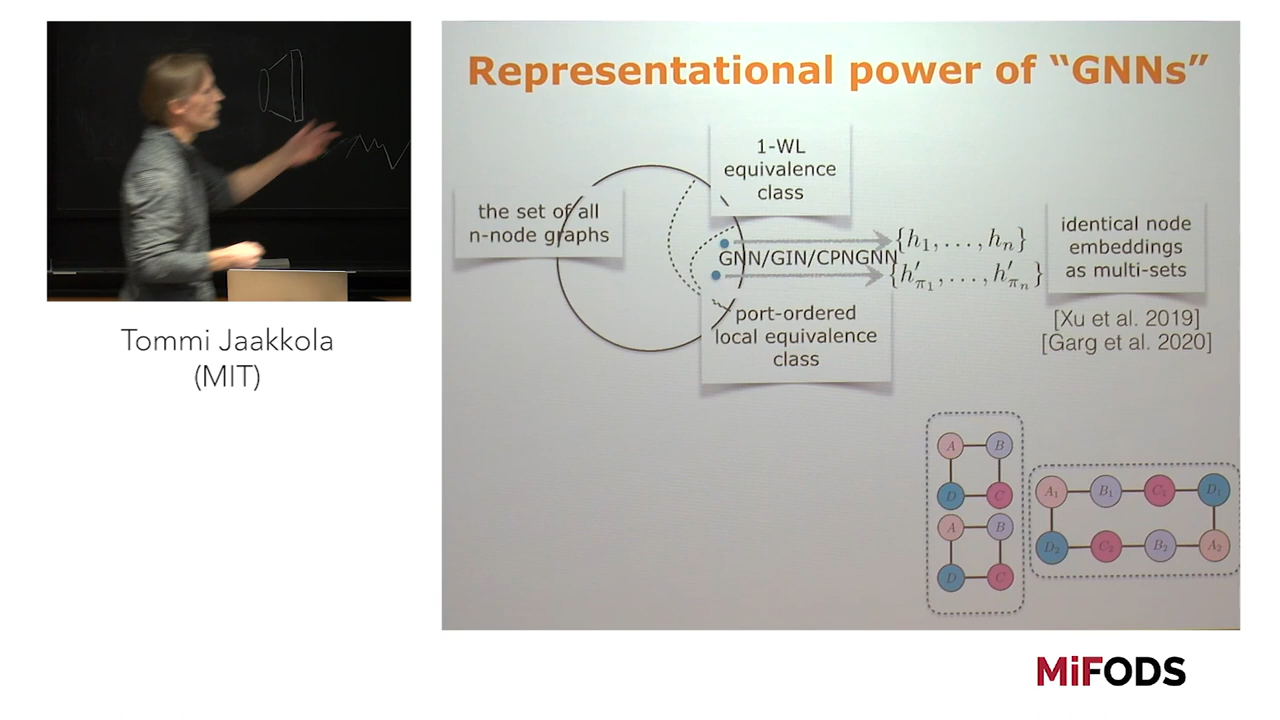 Representational power of “GNNs”
1-WL
equivalence
class
the set of all
n-node graphs
{h₁, . . . , hₙ}
GNN/GIN/CPNGNN
{h′π₁, . . . , h′πₙ}
identical node
embeddings
as multi-sets
port-ordered
local equivalence
class
[Xu et al. 2019]
[Garg et al. 2020]
Tommi Jaakkola
(MIT)
A B
D C
A B
D C
A₁ B₁ C₁ D₁
D₂ C₂ B₂ A₂
MiFODS